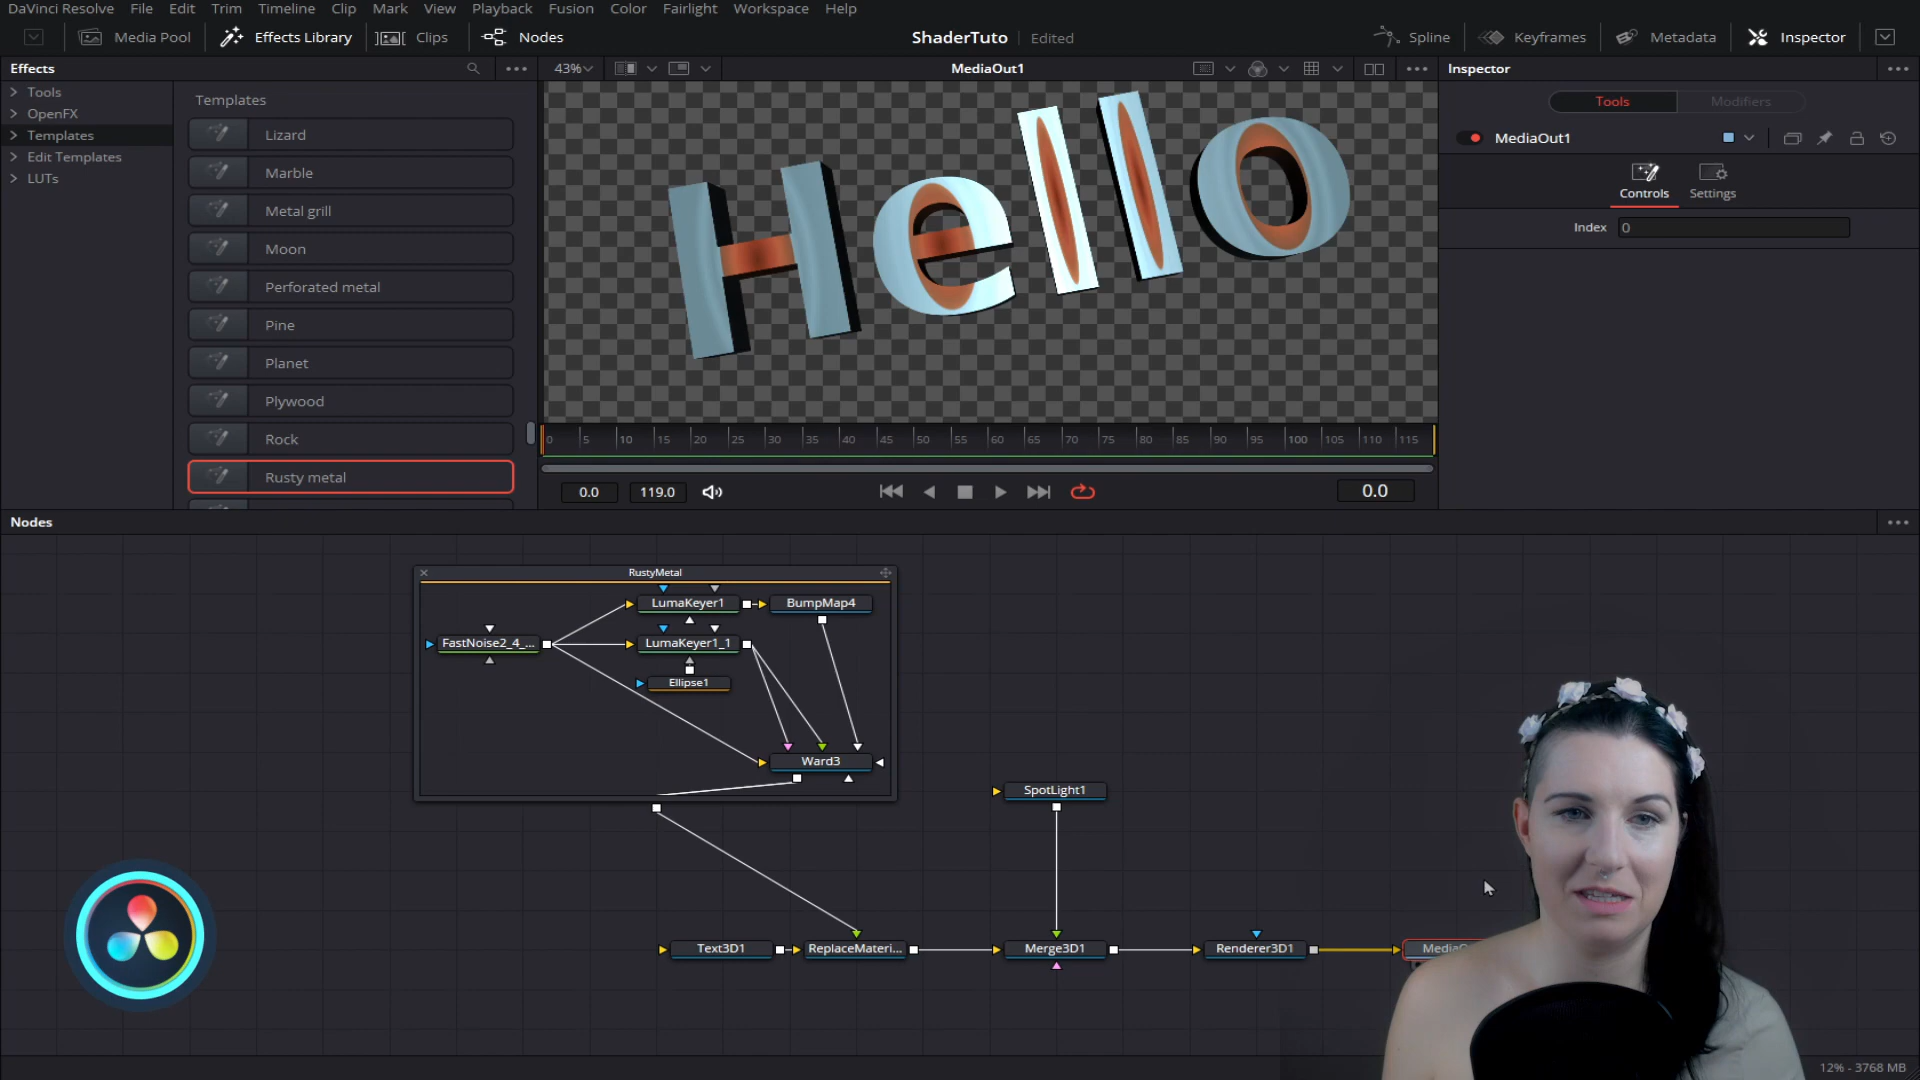 DaVinci Resolve File Edit Trim Timeline Clip Mark View Playback Fusion Color Fairlight Workspace Help
Media Pool Effects Library Clips Nodes ShaderTuto Edited Spline Keyframes Metadata Inspector
Effects 43% MediaOut1 Inspector
Tools
OpenFX
Templates
Edit Templates
LUTs
Templates
Lizard
Marble
Metal grill
Moon
Perforated metal
Pine
Planet
Plywood
Rock
Rusty metal
Hello
0 5 10 15 20 25 30 35 40 45 50 55 60 65 70 75 80 85 90 95 100 105 110 115
0.0 119.0 0.0
Tools Modifiers
MediaOut1
Controls Settings
Index 0
Nodes
RustyMetal
LumaKeyer1 BumpMap4
FastNoise2_4_... LumaKeyer1_1
Ellipse1
Ward3
SpotLight1
Text3D1 ReplaceMateri... Merge3D1 Renderer3D1
12% - 3768 MB